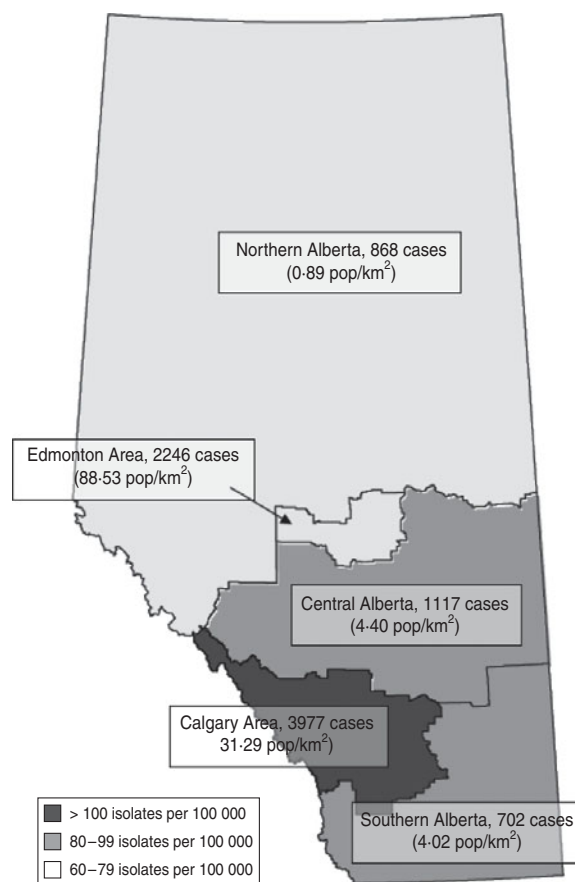 Northern Alberta, 868 cases
(0·89 pop/km²)
Edmonton Area, 2246 cases
(88·53 pop/km²)
Central Alberta, 1117 cases
(4·40 pop/km²)
Calgary Area, 3977 cases
31·29 pop/km²)
Southern Alberta, 702 cases
(4·02 pop/km²)
> 100 isolates per 100 000
80–99 isolates per 100 000
60–79 isolates per 100 000